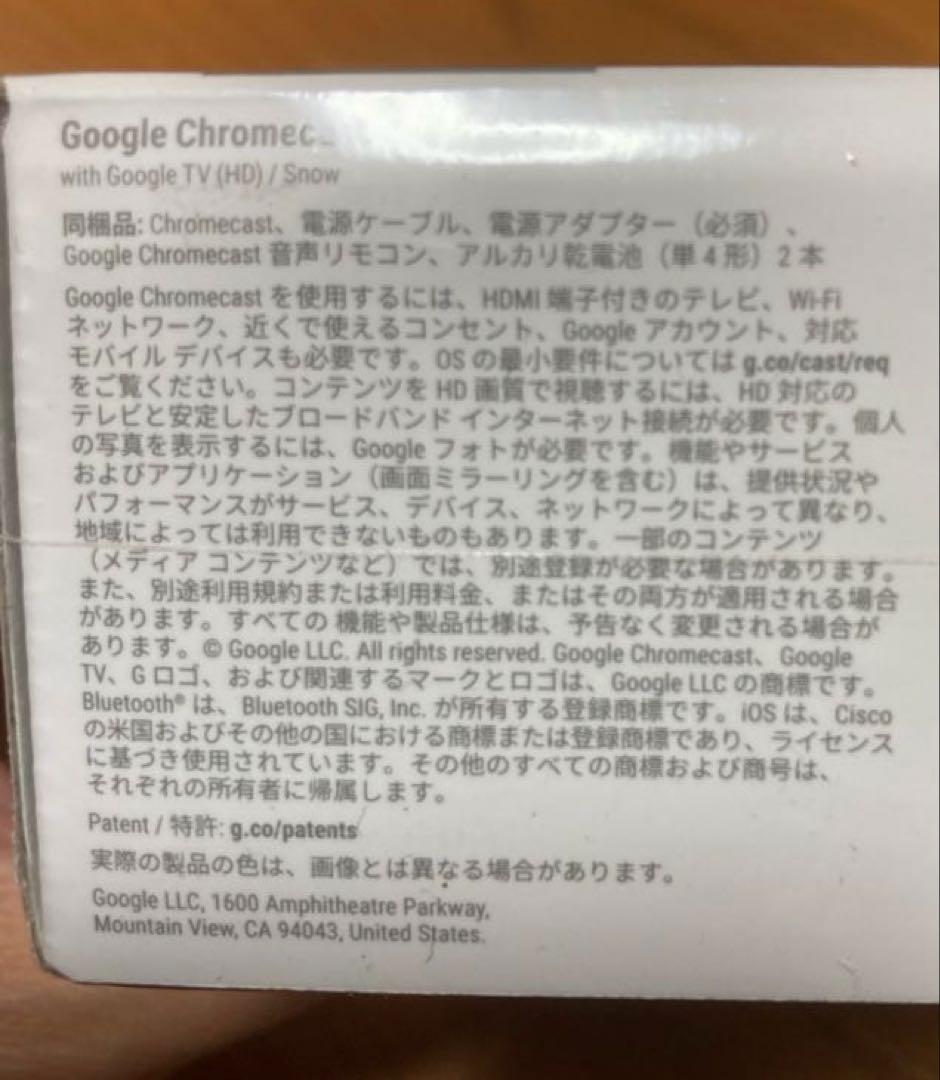 Google Chromec
with Google TV (HD) / Snow
同梱品: Chromecast、電源ケーブル、電源アダプター（必須）、
Google Chromecast 音声リモコン、アルカリ乾電池（単４形）2 本
Google Chromecast を使用するには、HDMI 端子付きのテレビ、Wi-Fi
ネットワーク、近くで使えるコンセント、Google アカウント、対応
モバイル デバイスも必要です。OS の最小要件については g.co/cast/req
をご覧ください。コンテンツを HD 画質で視聴するには、HD 対応の
テレビと安定したブロードバンド インターネット接続が必要です。個人
の写真を表示するには、Google フォトが必要です。機能やサービス
およびアプリケーション（画面ミラーリングを含む）は、提供状況や
パフォーマンスがサービス、デバイス、ネットワークによって異なり、
地域によっては利用できないものもあります。一部のコンテンツ
（メディア コンテンツなど）では、別途登録が必要な場合があります。
また、別途利用規約または利用料金、またはその両方が適用される場合
があります。すべての 機能や製品仕様は、予告なく変更される場合が
あります。© Google LLC. All rights reserved. Google Chromecast、Google
TV、G ロゴ、および関連するマークとロゴは、Google LLC の商標です。
Bluetooth® は、Bluetooth SIG, Inc. が所有する登録商標です。iOS は、Cisco
の米国およびその他の国における商標または登録商標であり、ライセンス
に基づき使用されています。その他のすべての商標および商号は、
それぞれの所有者に帰属します。
Patent / 特許: g.co/patents
実際の製品の色は、画像とは異なる場合があります。
Google LLC, 1600 Amphitheatre Parkway,
Mountain View, CA 94043, United States.